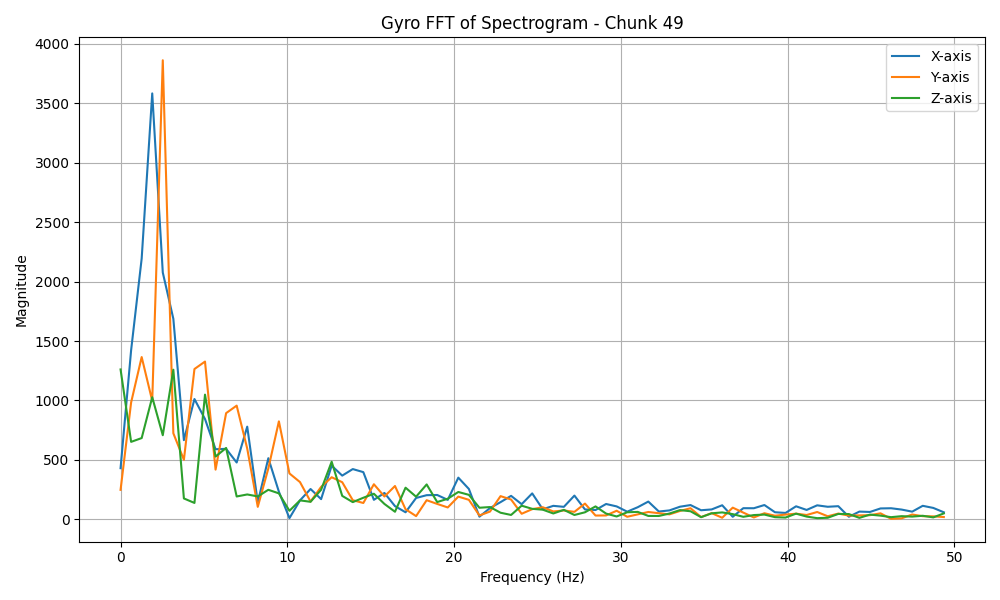 Gyro FFT of Spectrogram - Chunk 49
4000
3500
3000
2500
2000
1500
1000
500
0
Magnitude
X-axis
Y-axis
Z-axis
0 10 20 30 40 50
Frequency (Hz)